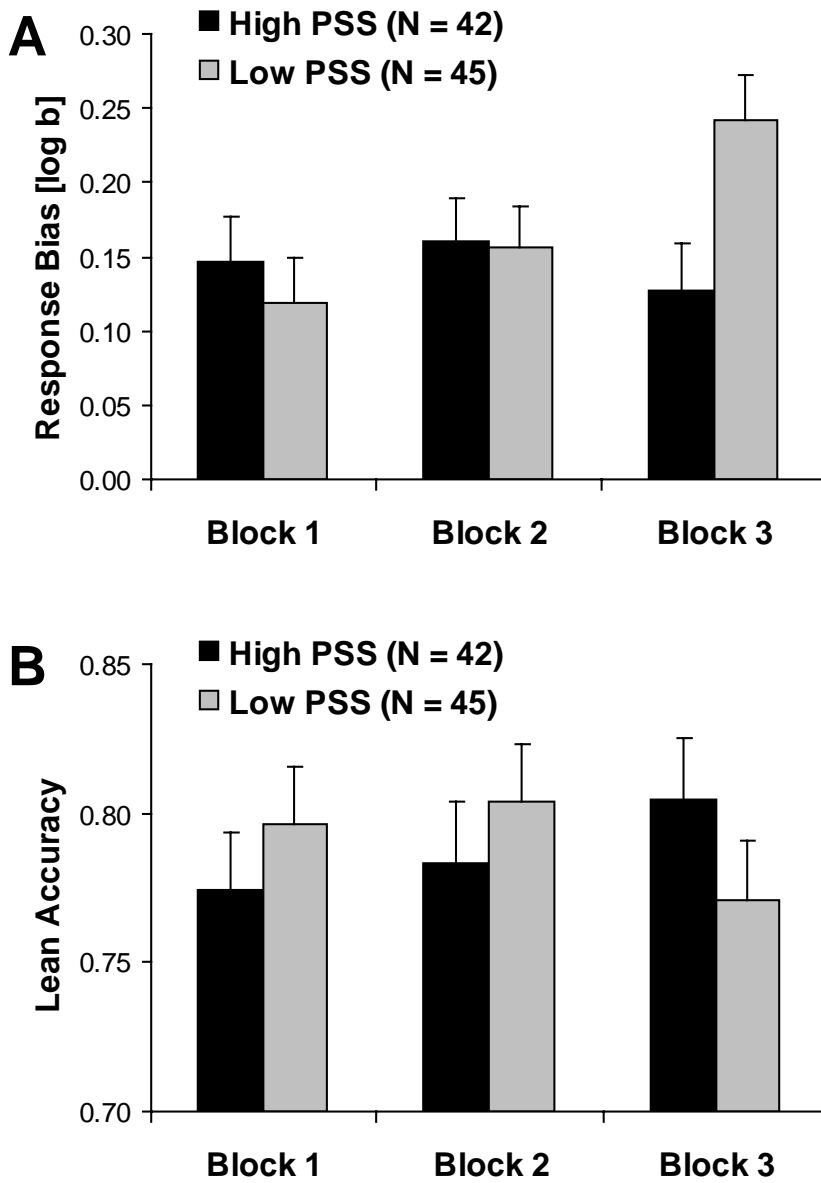 A
High PSS (N = 42)
Low PSS (N = 45)
Response Bias [log b]
0.30
0.25
0.20
0.15
0.10
0.05
0.00
Block 1 Block 2 Block 3
B
High PSS (N = 42)
Low PSS (N = 45)
Lean Accuracy
0.85
0.80
0.75
0.70
Block 1 Block 2 Block 3